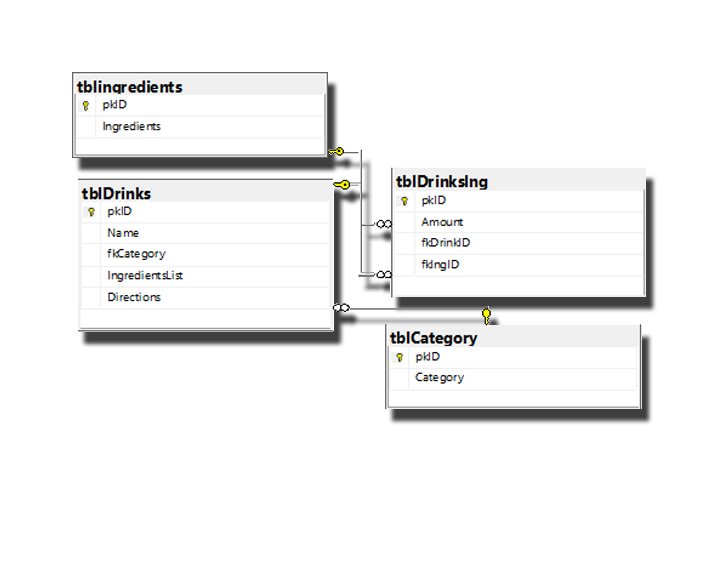 tblingredients
pkID
Ingredients
tblDrinks
pkID
Name
fkCategory
IngredientsList
Directions
tblDrinksIng
pkID
Amount
fkDrinkID
fkIngID
tblCategory
pkID
Category